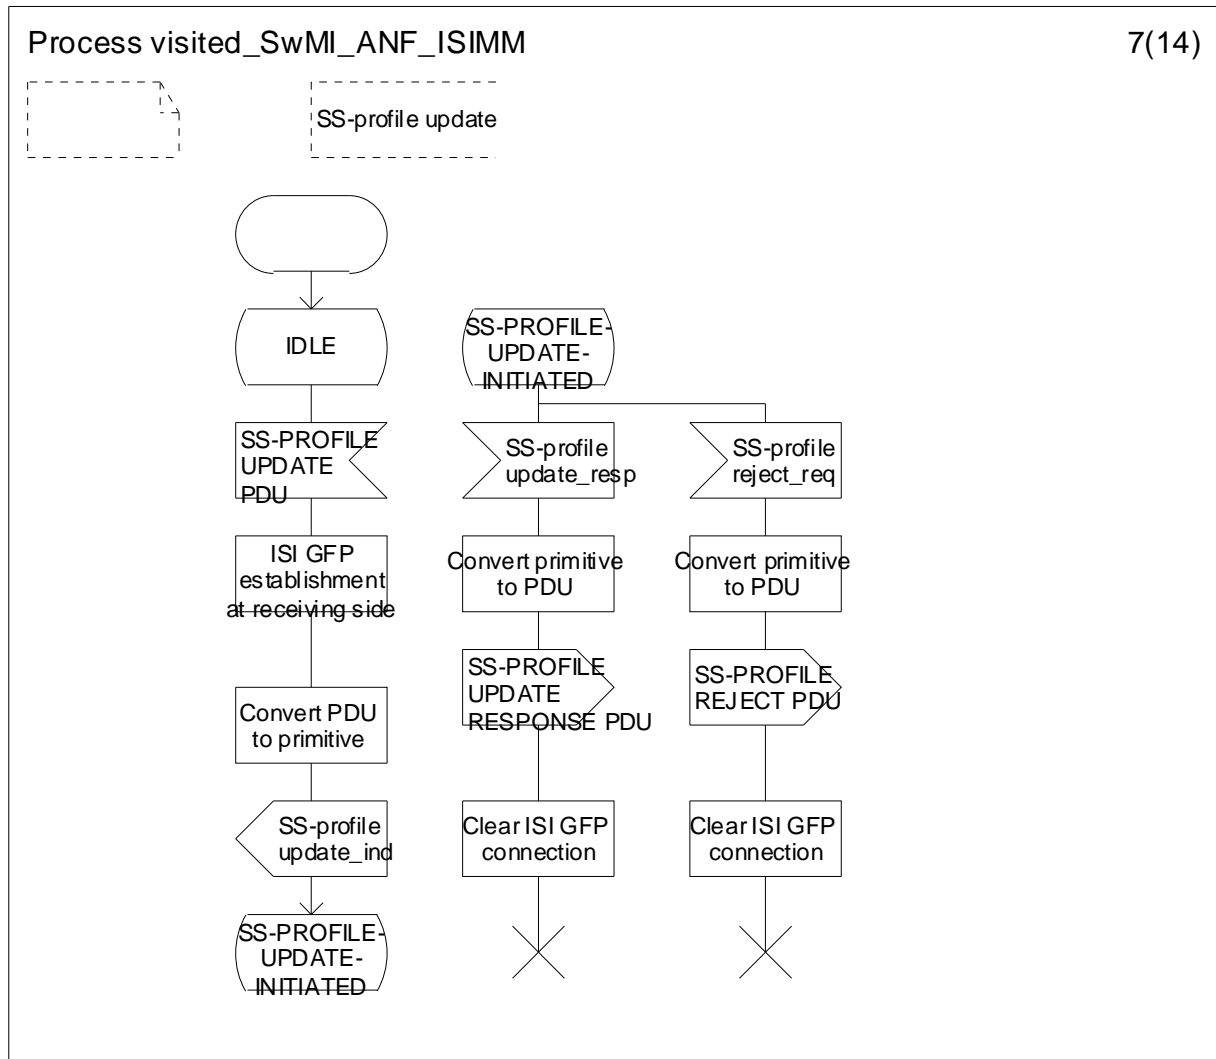 Process visited_SwMI_ANF_ISIMM
7(14)
SS-profile update
IDLE
SS-PROFILE
UPDATE
PDU
ISI GFP
establishment
at receiving side
Convert PDU
to primitive
SS-profile
update_ind
SS-PROFILE-
UPDATE-
INITIATED
SS-PROFILE-
UPDATE-
INITIATED
SS-profile
update_resp
Convert primitive
to PDU
SS-PROFILE
UPDATE
RESPONSE PDU
Clear ISI GFP
connection
SS-profile
reject_req
Convert primitive
to PDU
SS-PROFILE
REJECT PDU
Clear ISI GFP
connection